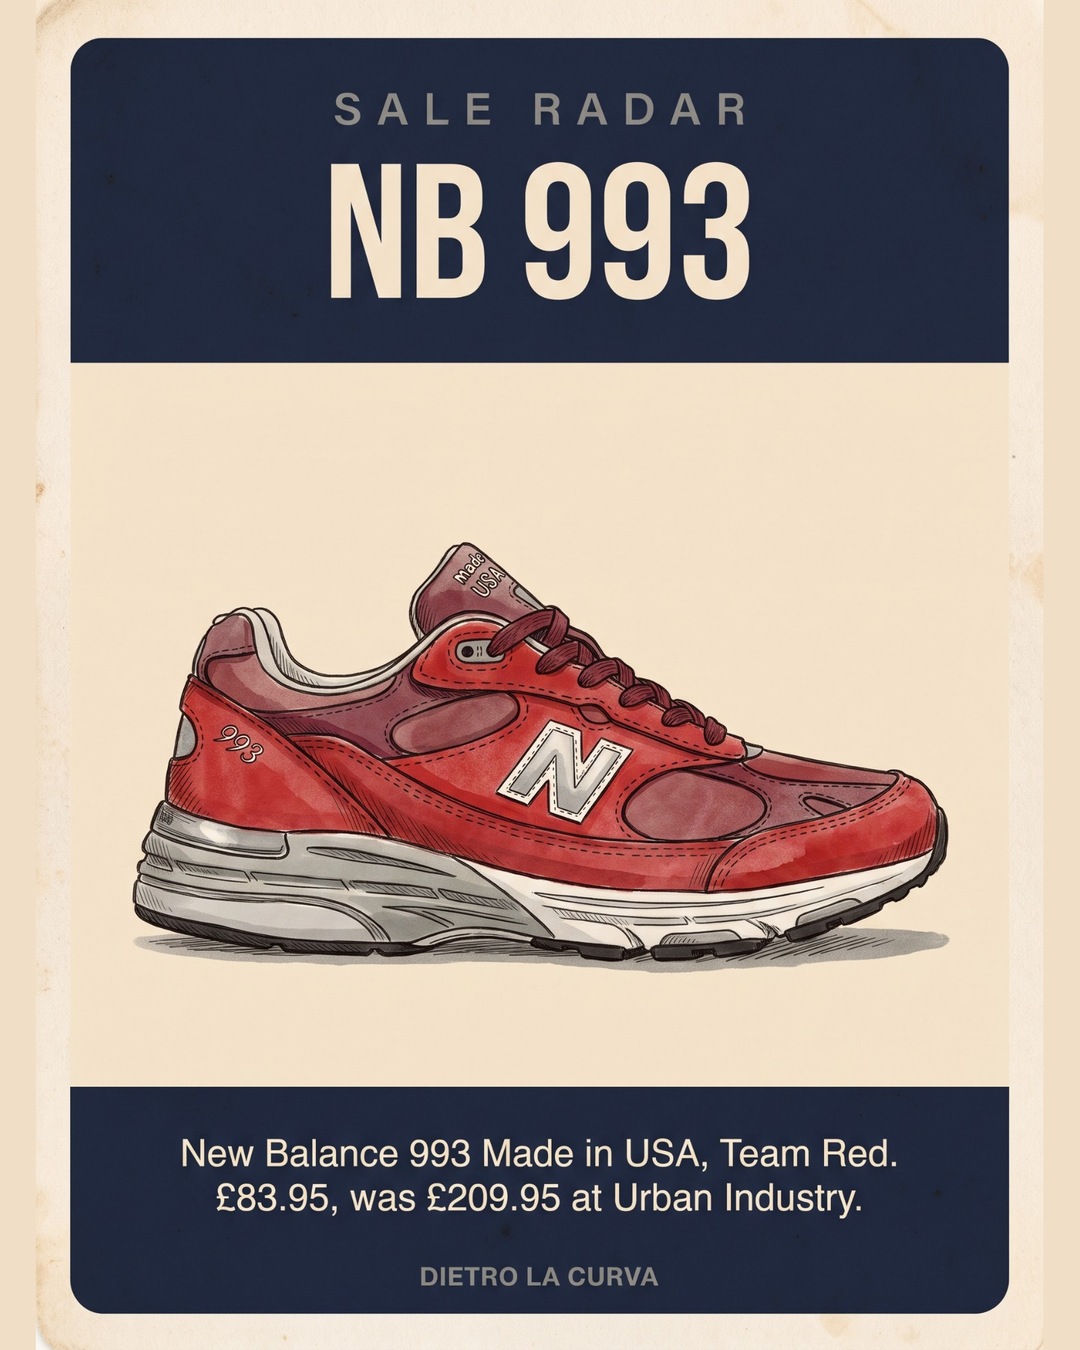 SALE RADAR
NB 993
Made
USA
993
N
New Balance 993 Made in USA, Team Red.
£83.95, was £209.95 at Urban Industry.
DIETRO LA CURVA